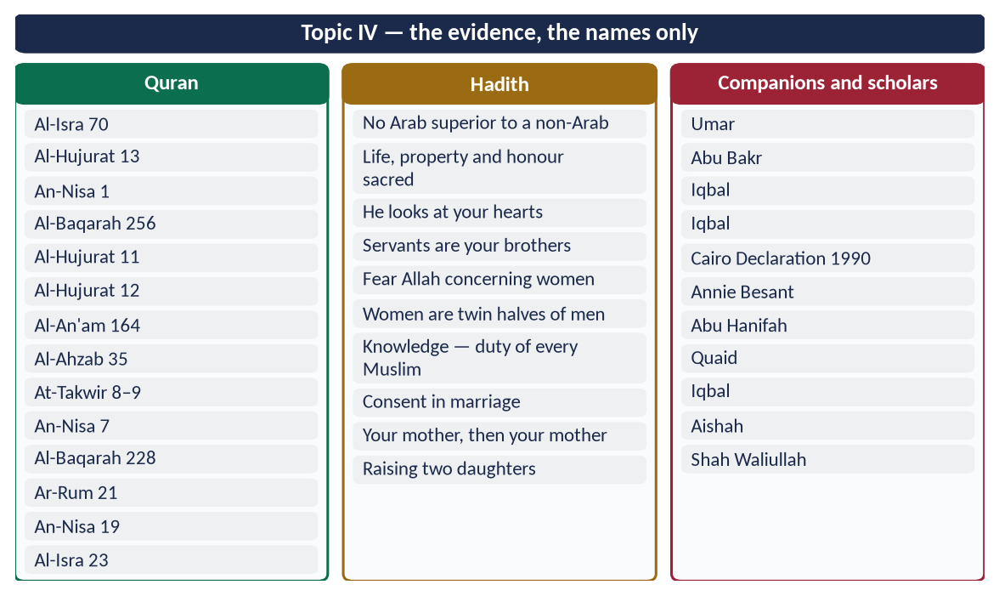 Topic IV — the evidence, the names only
Quran
Al-Isra 70
Al-Hujurat 13
An-Nisa 1
Al-Baqarah 256
Al-Hujurat 11
Al-Hujurat 12
Al-An'am 164
Al-Ahzab 35
At-Takwir 8–9
An-Nisa 7
Al-Baqarah 228
Ar-Rum 21
An-Nisa 19
Al-Isra 23
Hadith
No Arab superior to a non-Arab
Life, property and honour
sacred
He looks at your hearts
Servants are your brothers
Fear Allah concerning women
Women are twin halves of men
Knowledge — duty of every
Muslim
Consent in marriage
Your mother, then your mother
Raising two daughters
Companions and scholars
Umar
Abu Bakr
Iqbal
Iqbal
Cairo Declaration 1990
Annie Besant
Abu Hanifah
Quaid
Iqbal
Aishah
Shah Waliullah